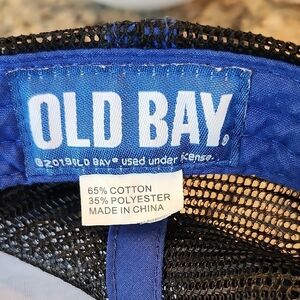 OLD BAY®
©2019 OLD BAY® used under license.
65% COTTON
35% POLYESTER
MADE IN CHINA